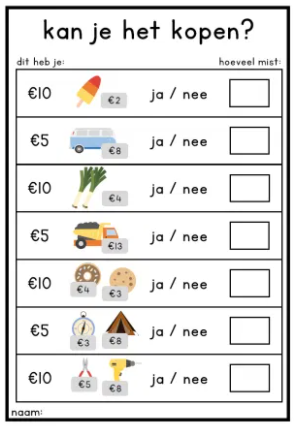 kan je het kopen?
dit heb je: hoeveel mist:
€10 €2 ja / nee
€5 €8 ja / nee
€10 €4 ja / nee
€5 €13 ja / nee
€10 €4 €3 ja / nee
€5 €3 €8 ja / nee
€10 €5 €8 ja / nee
naam: